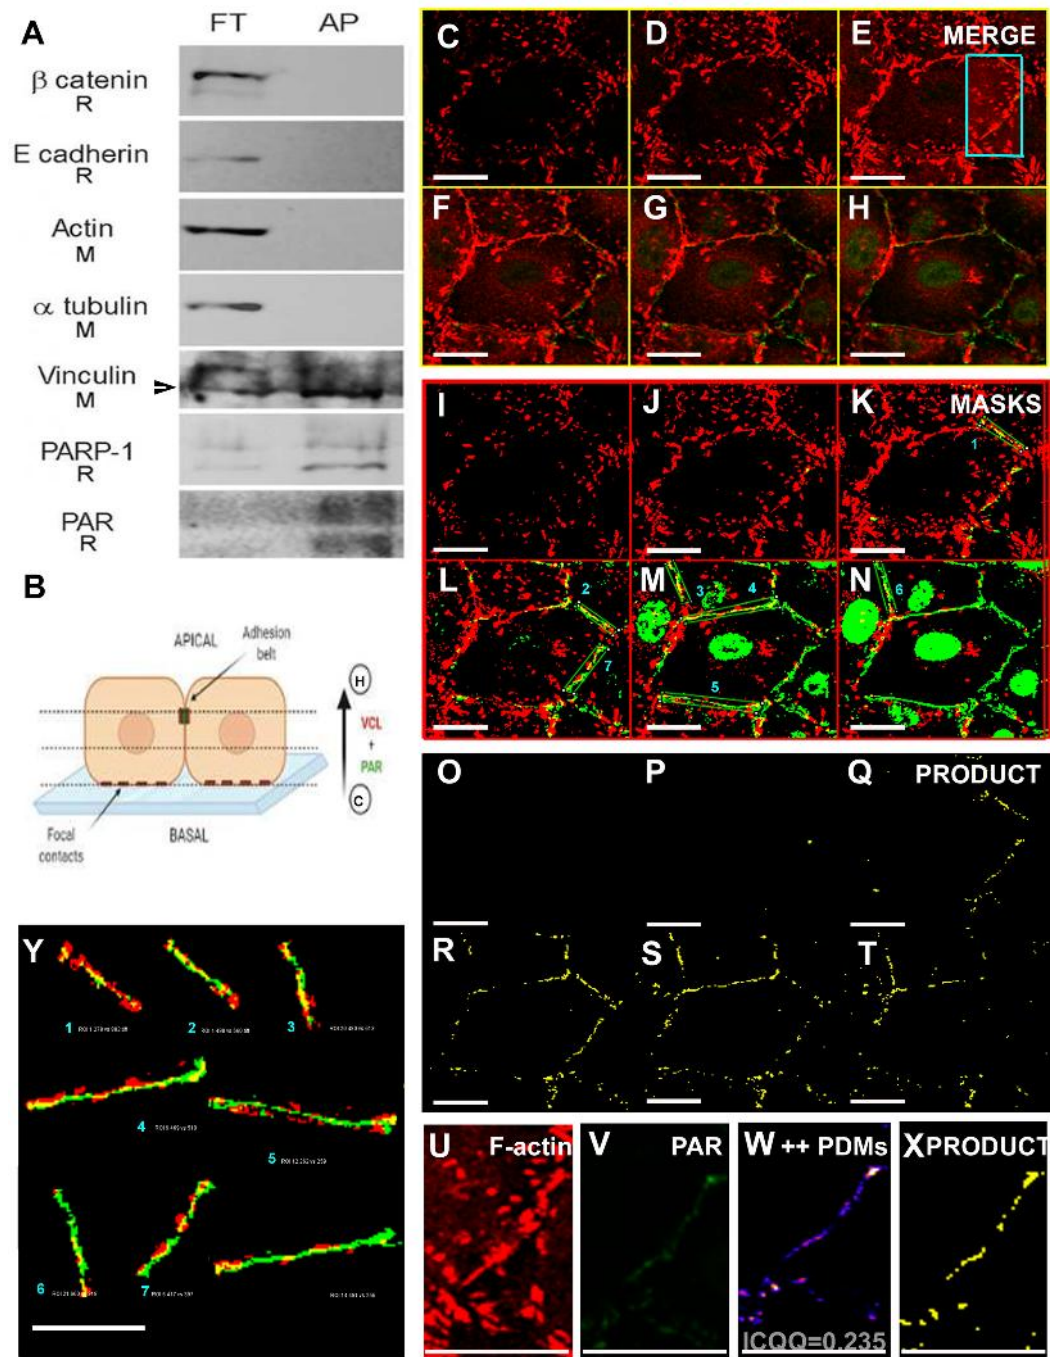 A
FT AP
β catenin
R
E cadherin
R
Actin
M
α tubulin
M
Vinculin
M
PARP-1
R
PAR
R
B
APICAL
Adhesion
belt
H
VCL
+
PAR
C
Focal
contacts
BASAL
C D E MERGE
F G H
I J K MASKS
1
L M N
2 3 4 6
7 5
O P Q PRODUCT
R S T
Y
1 2 3
4
5
6 7
U F-actin V PAR W ++ PDMs X PRODUCT
ICQQ=0.235